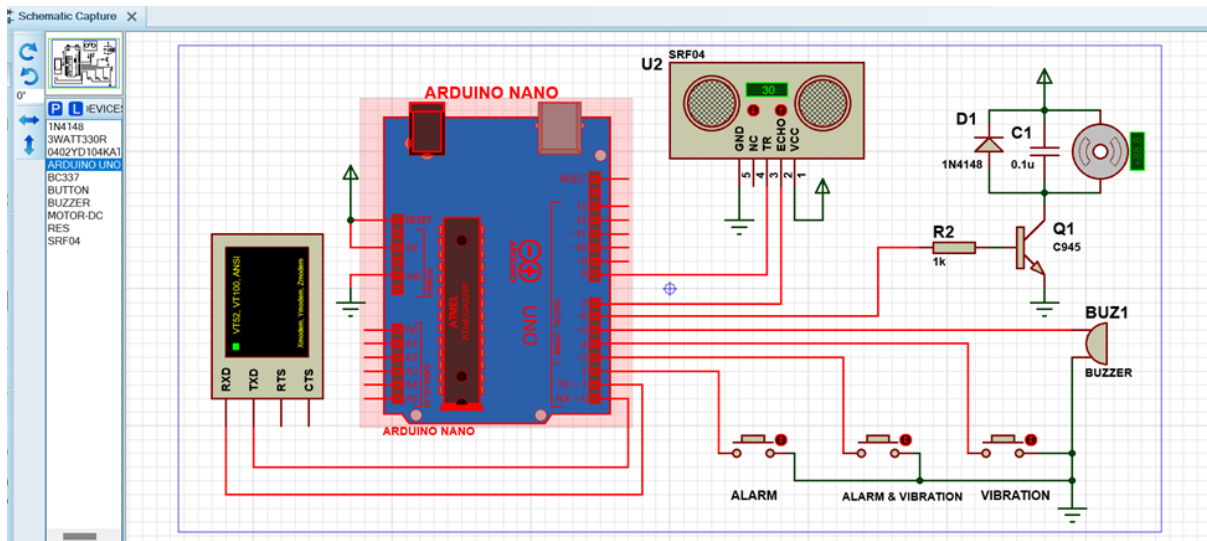 Schematic Capture
0°
P L DEVICES
1N4148
3WATT330R
0402YD104KAT
ARDUINO UNO
BC337
BUTTON
BUZZER
MOTOR-DC
RES
SRF04
ARDUINO NANO
U2
SRF04
30
GND
NC
TR
ECHO
VCC
5
4
3
2
1
D1
1N4148
C1
0.1u
R2
1k
Q1
C945
AREF
13
12
~11
~10
~9
8
7
~6
~5
4
~3
2
TX > 1
RX < 0
RESET
5V
GND
A0
A1
A2
A3
A4
A5
ATMEL
ATMEGA328P
ARDUINO
UNO
ARDUINO NANO
VT52, VT100, ANSI
Xmodem, Ymodem, Zmodem
RXD
TXD
RTS
CTS
BUZ1
BUZZER
ALARM
ALARM & VIBRATION
VIBRATION